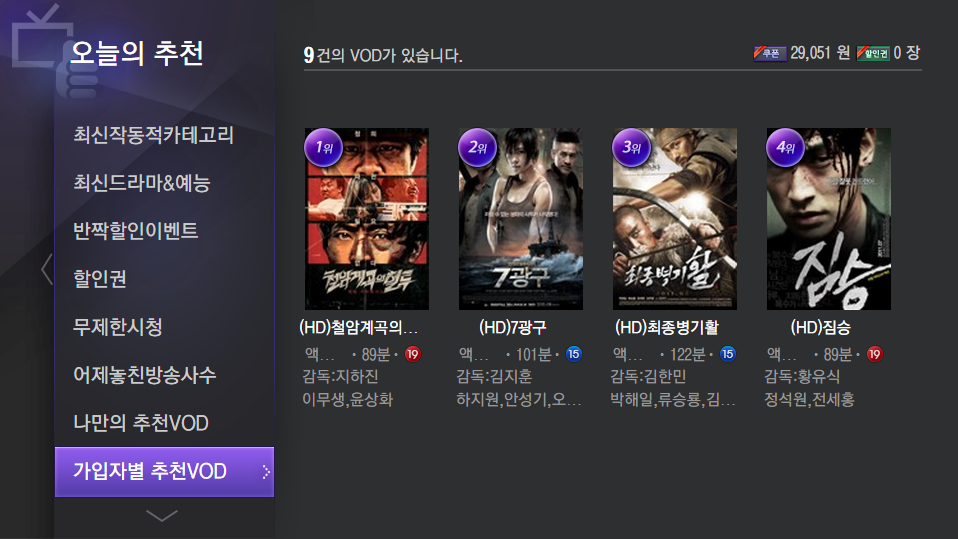 오늘의 추천
최신작동적카테고리
최신드라마&예능
반짝할인이벤트
할인권
무제한시청
어제놓친방송사수
나만의 추천VOD
가입자별 추천VOD
9건의 VOD가 있습니다.
쿠폰 29,051 원 할인권 0 장
1위
철암계곡의혈투
(HD)철암계곡의...
액... · 89분 · 19
감독:지하진
이무생,윤상화
2위
7광구
(HD)7광구
액... · 101분 · 15
감독:김지훈
하지원,안성기,오...
3위
최종병기 활
(HD)최종병기활
액... · 122분 · 15
감독:김한민
박해일,류승룡,김...
4위
짐승
(HD)짐승
액... · 89분 · 19
감독:황유식
정석원,전세홍